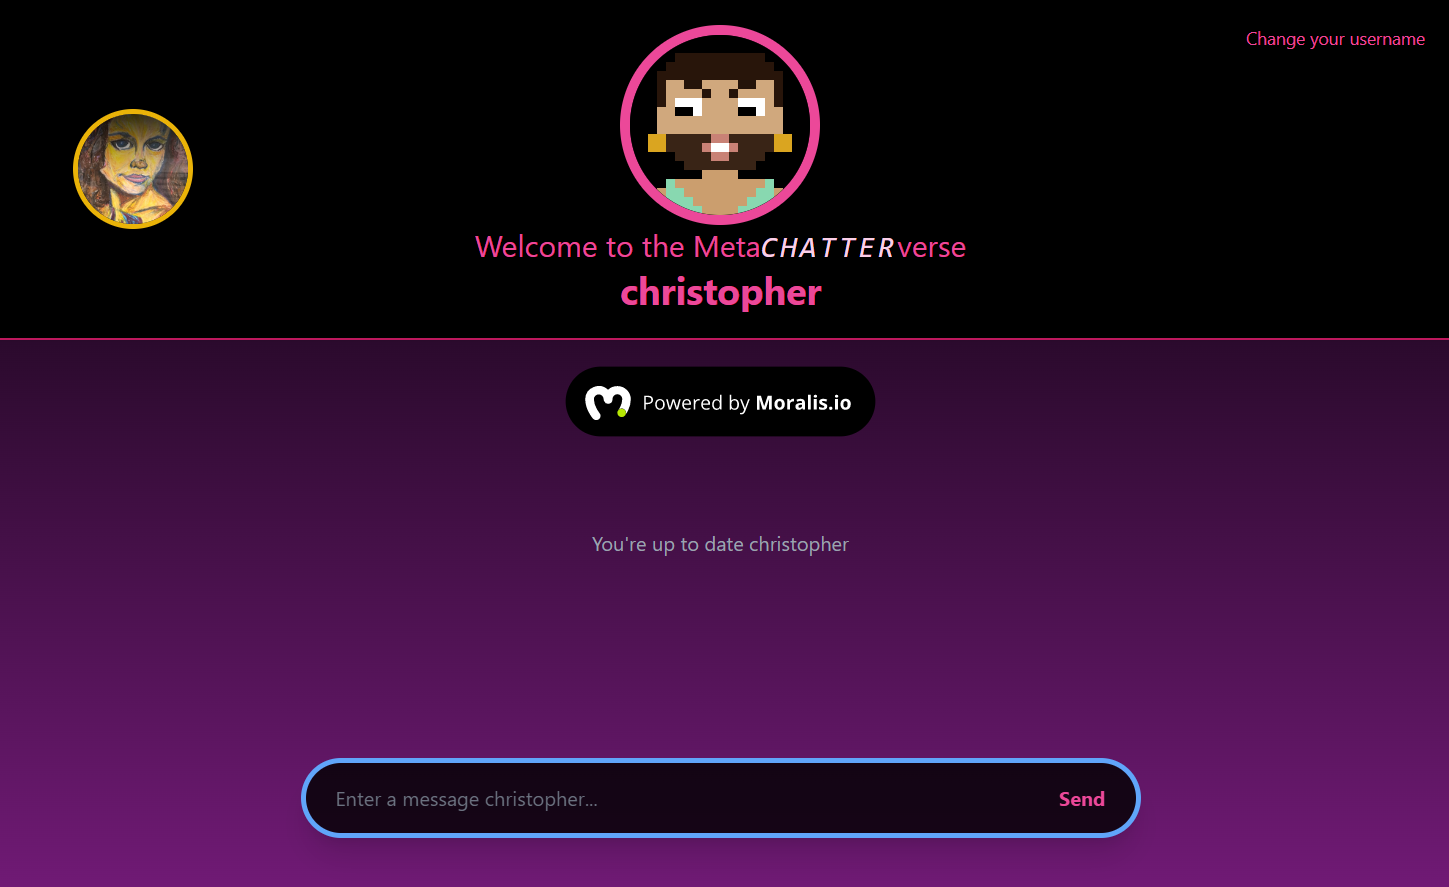 Change your username
Welcome to the MetaCHATTERverse
christopher
Powered by Moralis.io
You're up to date christopher
Enter a message christopher...
Send